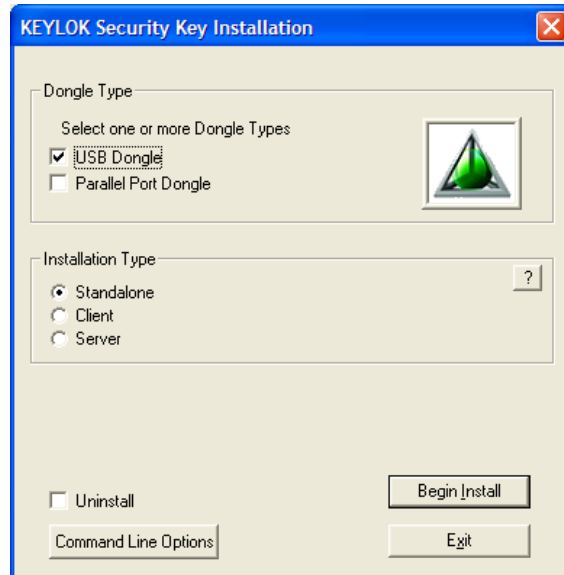 KEYLOK Security Key Installation
Dongle Type
Select one or more Dongle Types
USB Dongle
Parallel Port Dongle
Installation Type
?
Standalone
Client
Server
Uninstall
Begin Install
Command Line Options
Exit